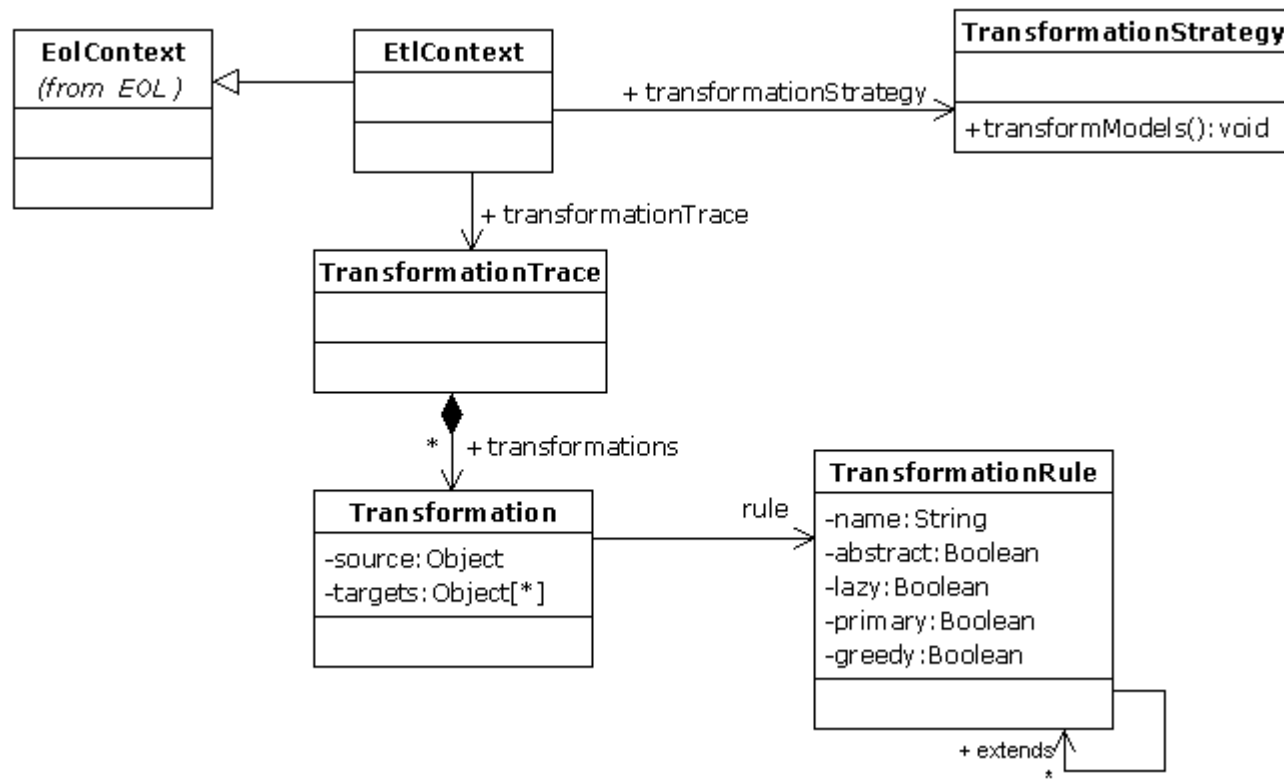 EolContext
(from EOL)
EtlContext
TransformationStrategy
+transformModels():void
+ transformationStrategy
+ transformationTrace
TransformationTrace
* + transformations
Transformation
-source:Object
-targets:Object[*]
rule
TransformationRule
-name:String
-abstract:Boolean
-lazy:Boolean
-primary:Boolean
-greedy:Boolean
+ extends
*